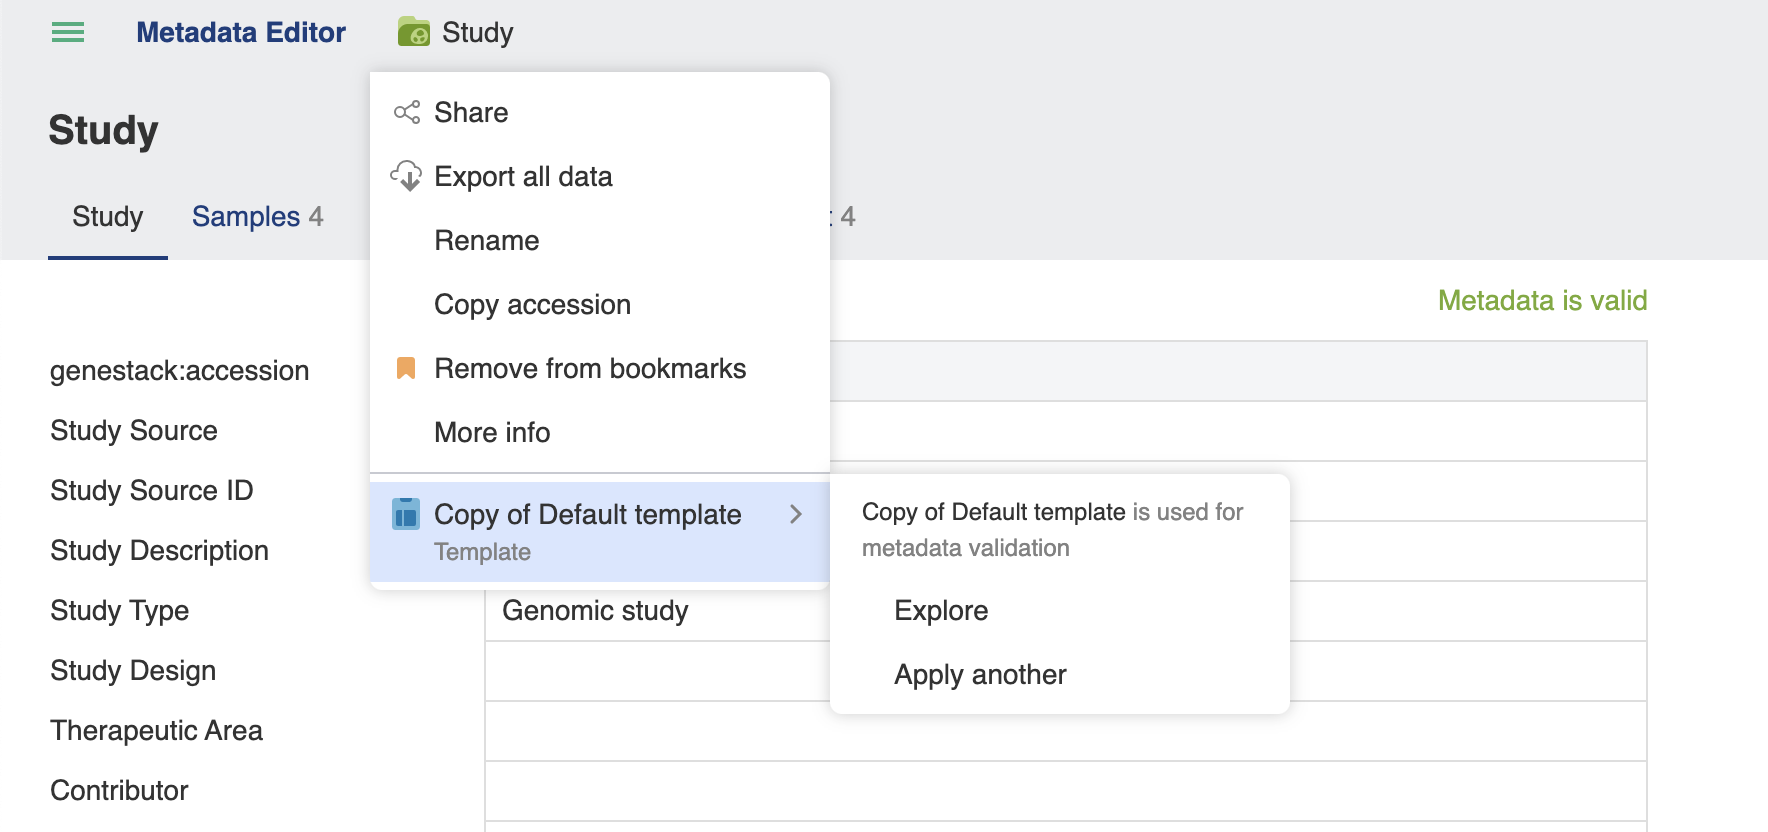 Metadata Editor Study
Study
Study Samples 4 4
Share
Export all data
Rename
Copy accession
Remove from bookmarks
More info
Copy of Default template
Template
Copy of Default template is used for
metadata validation
Explore
Apply another
Metadata is valid
genestack:accession
Study Source
Study Source ID
Study Description
Study Type Genomic study
Study Design
Therapeutic Area
Contributor